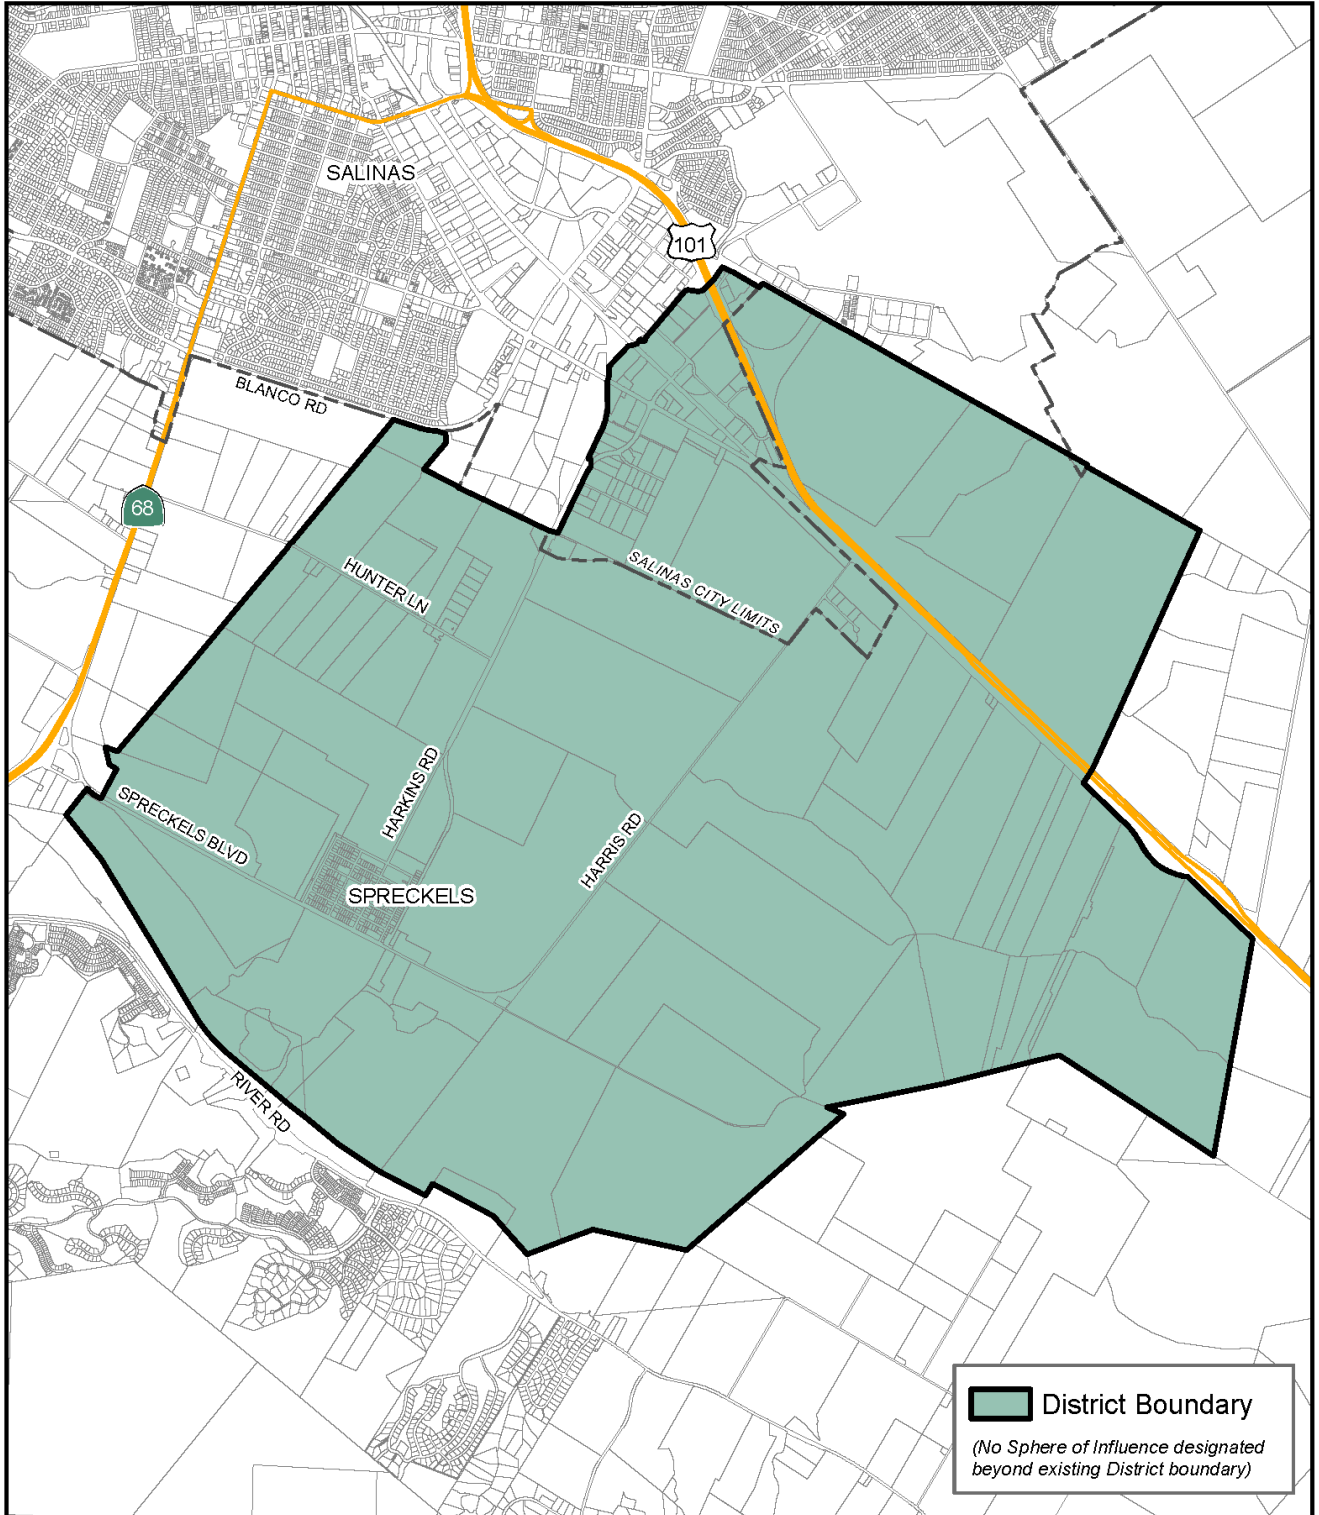 SALINAS
101
BLANCO RD
68
HUNTER LN
SALINAS CITY LIMITS
HARKINS RD
SPRECKELS BLVD
HARRIS RD
SPRECKELS
RIVER RD
District Boundary
(No Sphere of Influence designated
beyond existing District boundary)